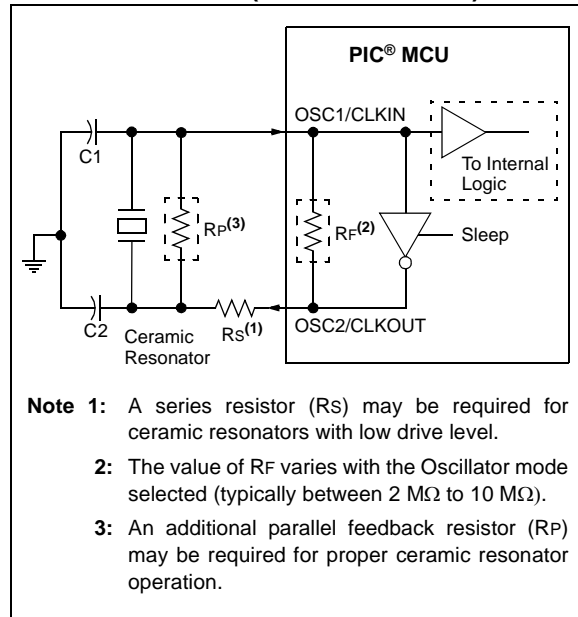 PIC® MCU
OSC1/CLKIN
C1
To Internal
Logic
RP(3)
RF(2)
Sleep
C2
Ceramic
Resonator
RS(1)
OSC2/CLKOUT
Note 1: A series resistor (RS) may be required for
ceramic resonators with low drive level.
2: The value of RF varies with the Oscillator mode
selected (typically between 2 MΩ to 10 MΩ).
3: An additional parallel feedback resistor (RP)
may be required for proper ceramic resonator
operation.